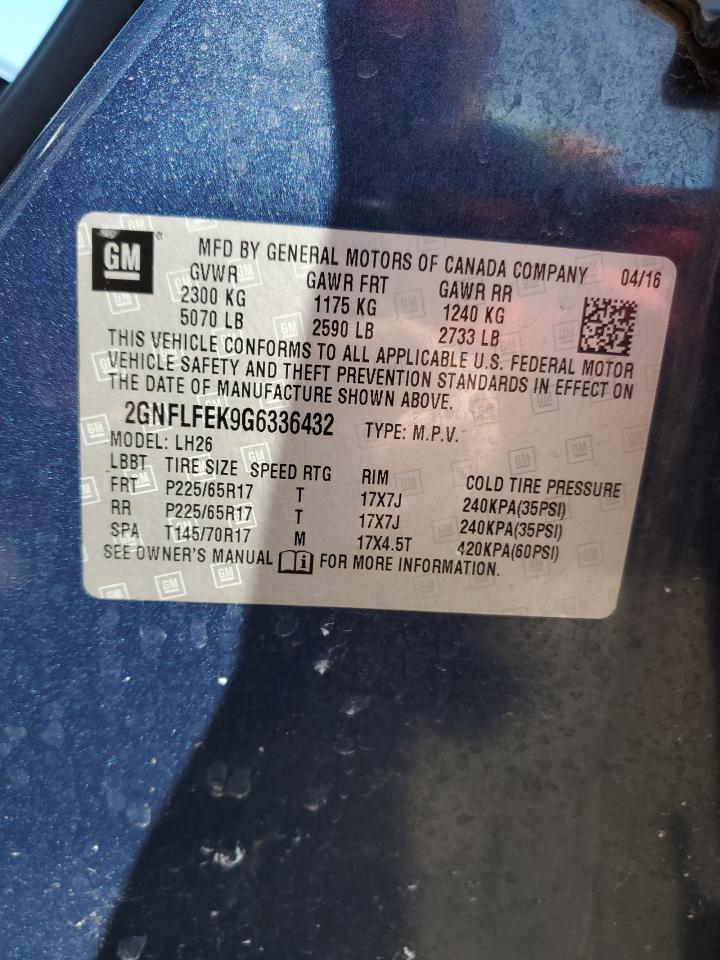 GM
MFD BY GENERAL MOTORS OF CANADA COMPANY 04/16
GVWR GAWR FRT GAWR RR
2300 KG 1175 KG 1240 KG
5070 LB 2590 LB 2733 LB
THIS VEHICLE CONFORMS TO ALL APPLICABLE U.S. FEDERAL MOTOR
VEHICLE SAFETY AND THEFT PREVENTION STANDARDS IN EFFECT ON
THE DATE OF MANUFACTURE SHOWN ABOVE.
2GNFLFEK9G6336432 TYPE: M.P.V.
MODEL: LH26
LBBT TIRE SIZE SPEED RTG RIM COLD TIRE PRESSURE
FRT P225/65R17 T 17X7J 240KPA(35PSI)
RR P225/65R17 T 17X7J 240KPA(35PSI)
SPA T145/70R17 M 17X4.5T 420KPA(60PSI)
SEE OWNER'S MANUAL FOR MORE INFORMATION.